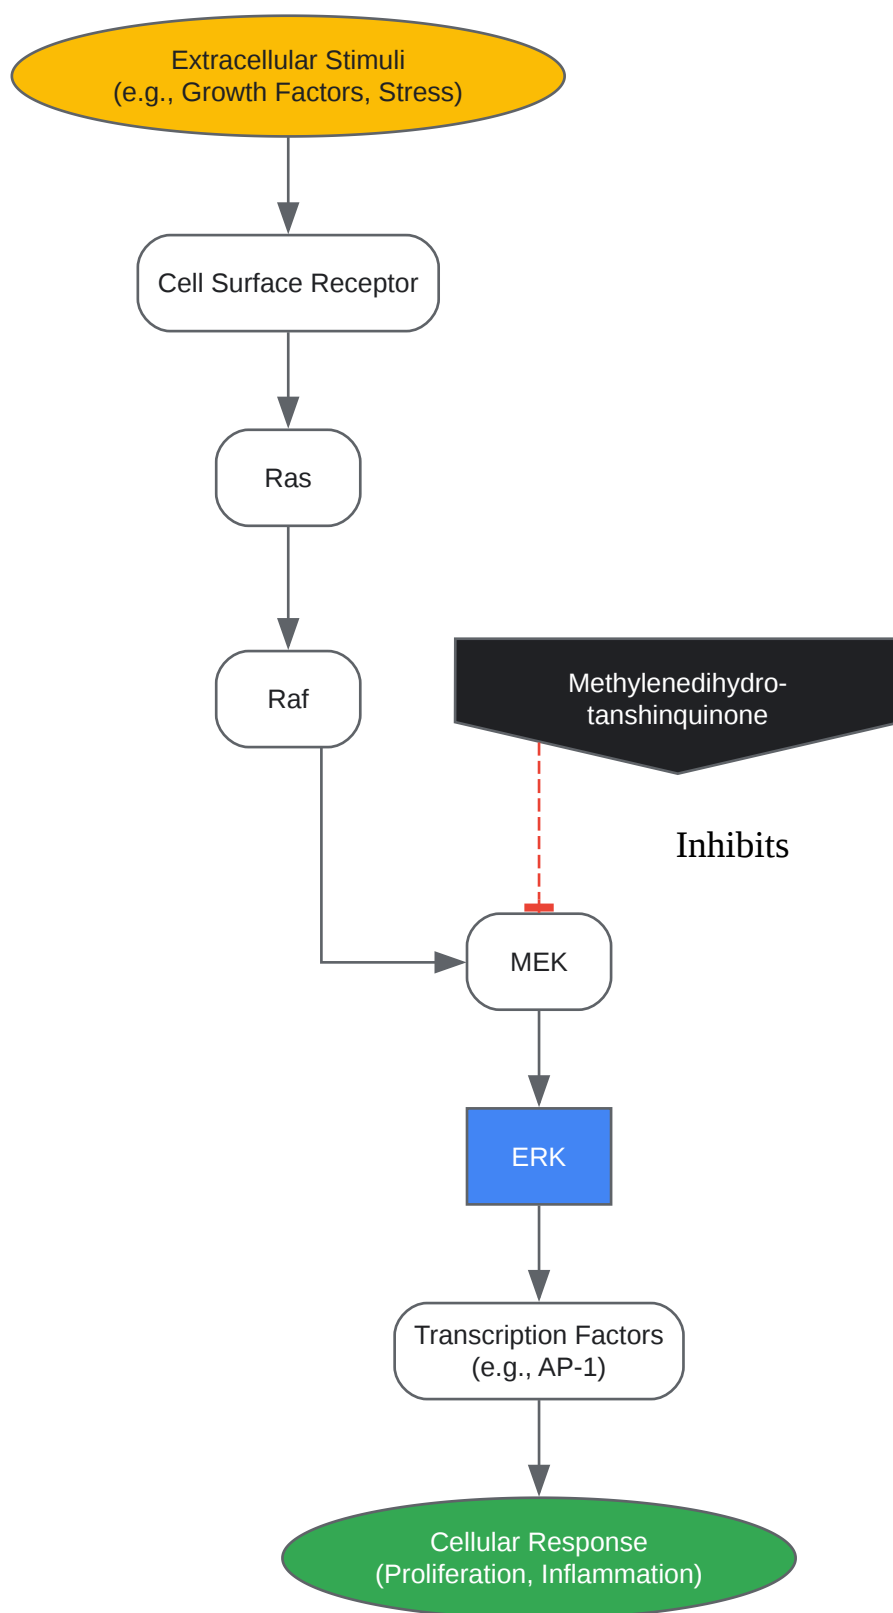 Extracellular Stimuli
(e.g., Growth Factors, Stress)
Cell Surface Receptor
Ras
Raf
Methylenedihydro-
tanshinquinone
Inhibits
MEK
ERK
Transcription Factors
(e.g., AP-1)
Cellular Response
(Proliferation, Inflammation)